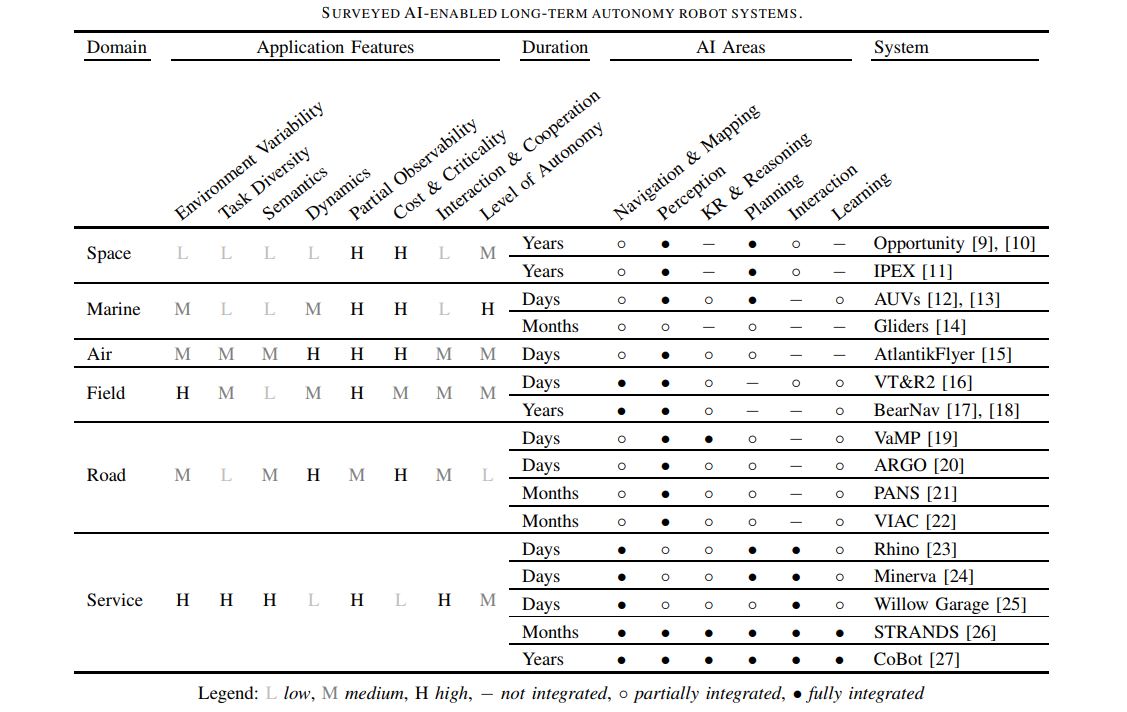 SURVEYED AI-ENABLED LONG-TERM AUTONOMY ROBOT SYSTEMS.
Domain Application Features Duration AI Areas System
Environment Variability
Task Diversity
Semantics
Dynamics
Partial Observability
Cost & Criticality
Interaction & Cooperation
Level of Autonomy
Navigation & Mapping
Perception
KR & Reasoning
Planning
Interaction
Learning
Space L L L L H H L M
Years ○ ● – ● ○ – Opportunity [9], [10]
Years ○ ● – ● ○ – IPEX [11]
Marine M L L M H H L H
Days ○ ● ○ ● – ○ AUVs [12], [13]
Months ○ ○ – ○ – – Gliders [14]
Air M M M H H H M M Days ○ ● ○ ○ – – AtlantikFlyer [15]
Field H M L M H M M M
Days ● ● ○ – ○ ○ VT&R2 [16]
Years ● ● ○ – – ○ BearNav [17], [18]
Road M L M H M H M L
Days ○ ● ● ○ – ○ VaMP [19]
Days ○ ● ○ ○ – ○ ARGO [20]
Months ○ ● ○ ○ – ○ PANS [21]
Months ○ ● ○ ○ – ○ VIAC [22]
Service H H H L H L H M
Days ● ○ ○ ● ● ○ Rhino [23]
Days ● ○ ○ ● ● ○ Minerva [24]
Days ● ○ ○ ○ ● ○ Willow Garage [25]
Months ● ● ● ● ● ● STRANDS [26]
Years ● ● ● ● ● ● CoBot [27]
Legend: L low, M medium, H high, – not integrated, ○ partially integrated, ● fully integrated